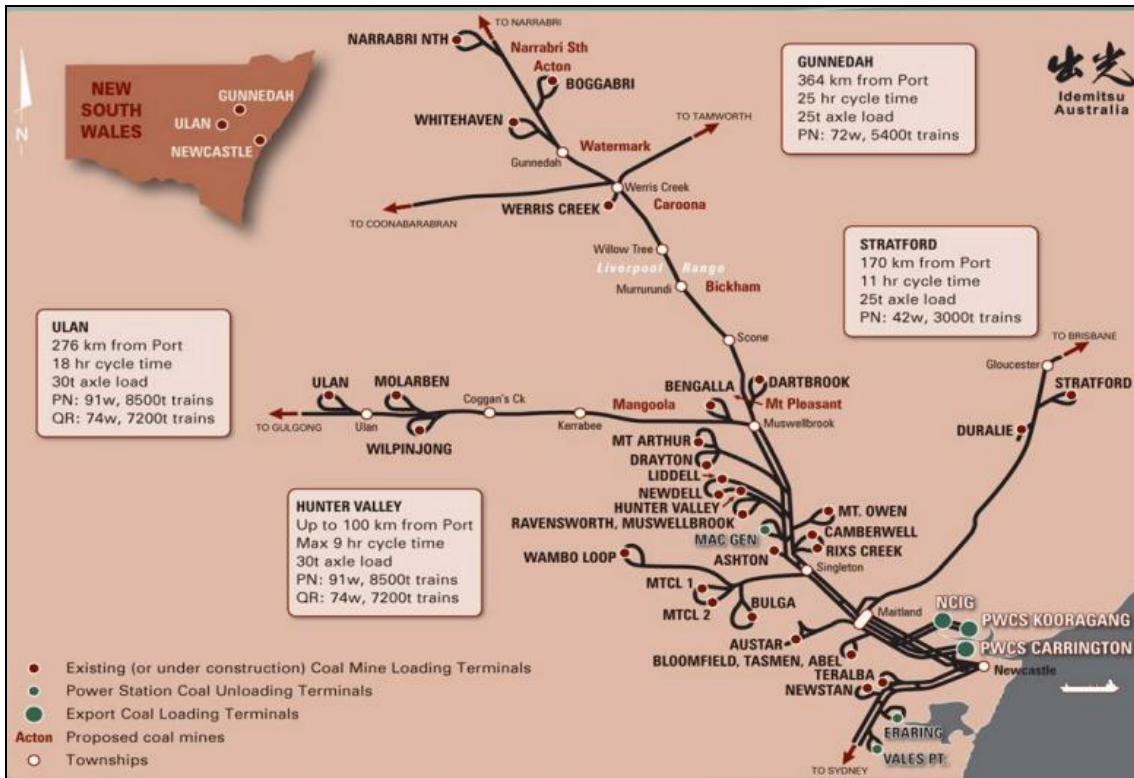 TO NARRABRI
NARRABRI NTH
Narrabri Sth
Acton
BOGGABRI
WHITEHAVEN
Gunnedah
Watermark
TO TAMWORTH
Werris Creek
WERRIS CREEK
Caroona
TO COONABARABRAN
Willow Tree
Liverpool Range
Murrurundi
Bickham
Scone
NEW
SOUTH
WALES
GUNNEDAH
ULAN
NEWCASTLE
N
GUNNEDAH
364 km from Port
25 hr cycle time
25t axle load
PN: 72w, 5400t trains
出光
Idemitsu
Australia
STRATFORD
170 km from Port
11 hr cycle time
25t axle load
PN: 42w, 3000t trains
ULAN
276 km from Port
18 hr cycle time
30t axle load
PN: 91w, 8500t trains
QR: 74w, 7200t trains
TO BRISBANE
Gloucester
STRATFORD
DURALIE
ULAN
MOLARBEN
Coggan's Ck
Kerrabee
Mangoola
BENGALLA
DARTBROOK
Mt Pleasant
Muswellbrook
TO GULGONG
Ulan
WILPINJONG
MT ARTHUR
DRAYTON
LIDDELL
NEWDELL
HUNTER VALLEY
RAVENSWORTH, MUSWELLBROOK
MAC GEN
ASHTON
MT. OWEN
CAMBERWELL
RIXS CREEK
Singleton
HUNTER VALLEY
Up to 100 km from Port
Max 9 hr cycle time
30t axle load
PN: 91w, 8500t trains
QR: 74w, 7200t trains
WAMBO LOOP
MTCL 1
MTCL 2
BULGA
AUSTAR
Maitland
NCIG
PWCS KOORAGANG
PWCS CARRINGTON
BLOOMFIELD, TASMEN, ABEL
Newcastle
TERALBA
NEWSTAN
ERARING
VALES PT.
TO SYDNEY
Existing (or under construction) Coal Mine Loading Terminals
Power Station Coal Unloading Terminals
Export Coal Loading Terminals
Acton Proposed coal mines
Townships